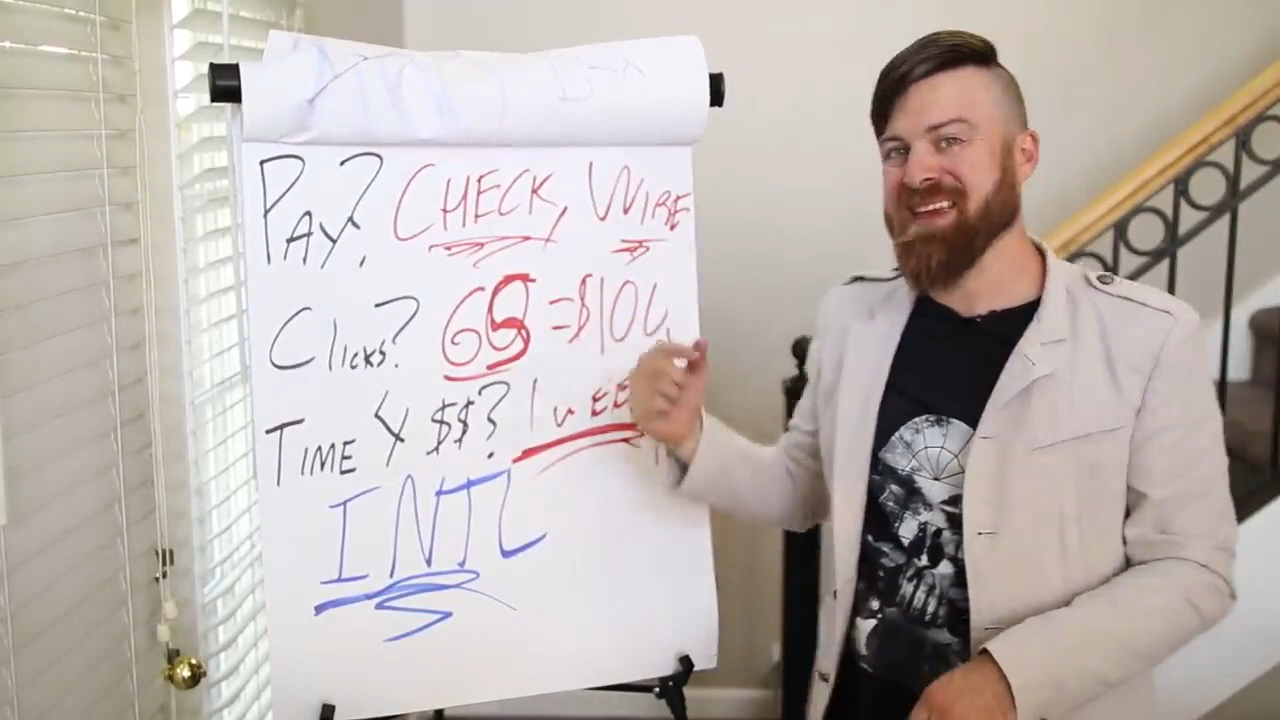 PAY? CHECK, WIRE
Clicks? 65 =$100
TIME 4 $$? 1 WEEK
INTL